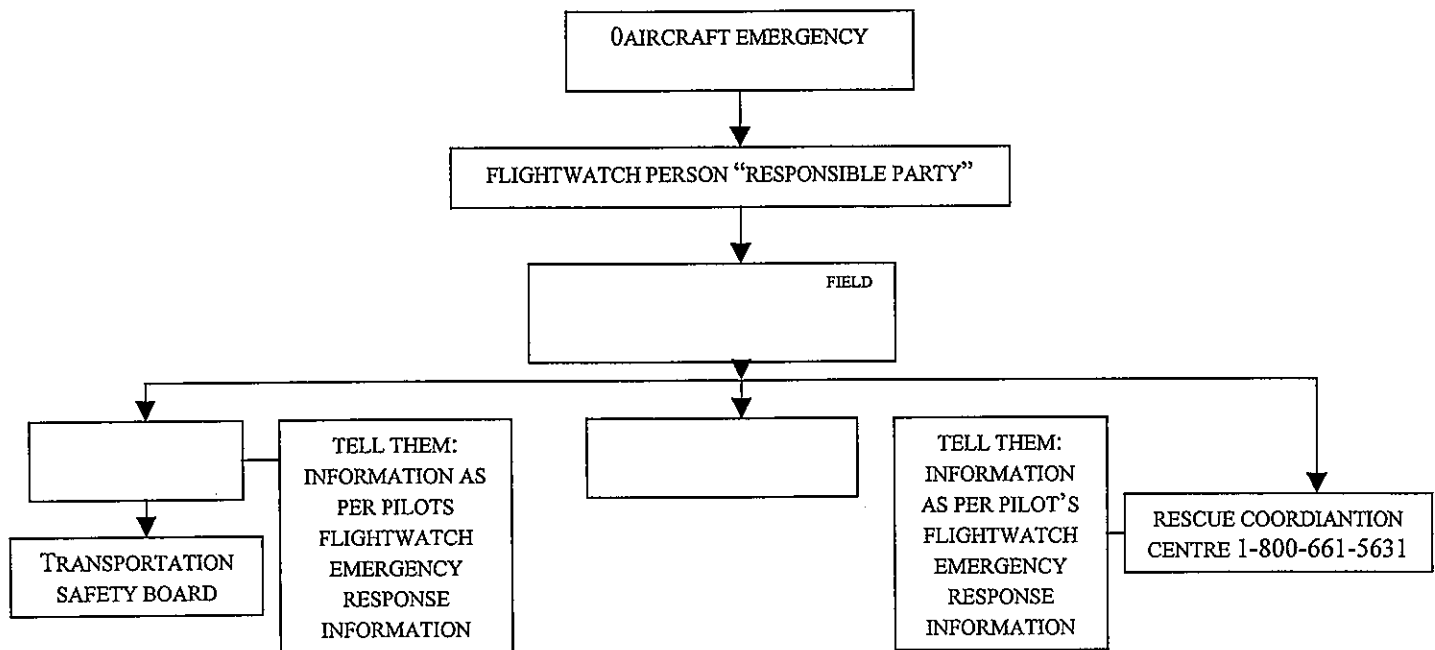 0AIRCRAFT EMERGENCY
FLIGHTWATCH PERSON “RESPONSIBLE PARTY”
FIELD
TELL THEM:
INFORMATION AS
PER PILOTS
FLIGHTWATCH
EMERGENCY
RESPONSE
INFORMATION
TELL THEM:
INFORMATION
AS PER PILOT’S
FLIGHTWATCH
EMERGENCY
RESPONSE
INFORMATION
RESCUE COORDIANTION
CENTRE 1-800-661-5631
TRANSPORTATION
SAFETY BOARD